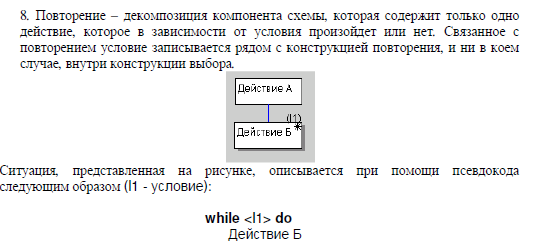 8. Повторение – декомпозиция компонента схемы, которая содержит только одно
действие, которое в зависимости от условия произойдет или нет. Связанное с
повторением условие записывается рядом с конструкцией повторения, и ни в коем
случае, внутри конструкции выбора.
Действие А
(I1)
Действие Б *
Ситуация, представленная на рисунке, описывается при помощи псевдокода
следующим образом (I1 - условие):
while <I1> do
Действие Б